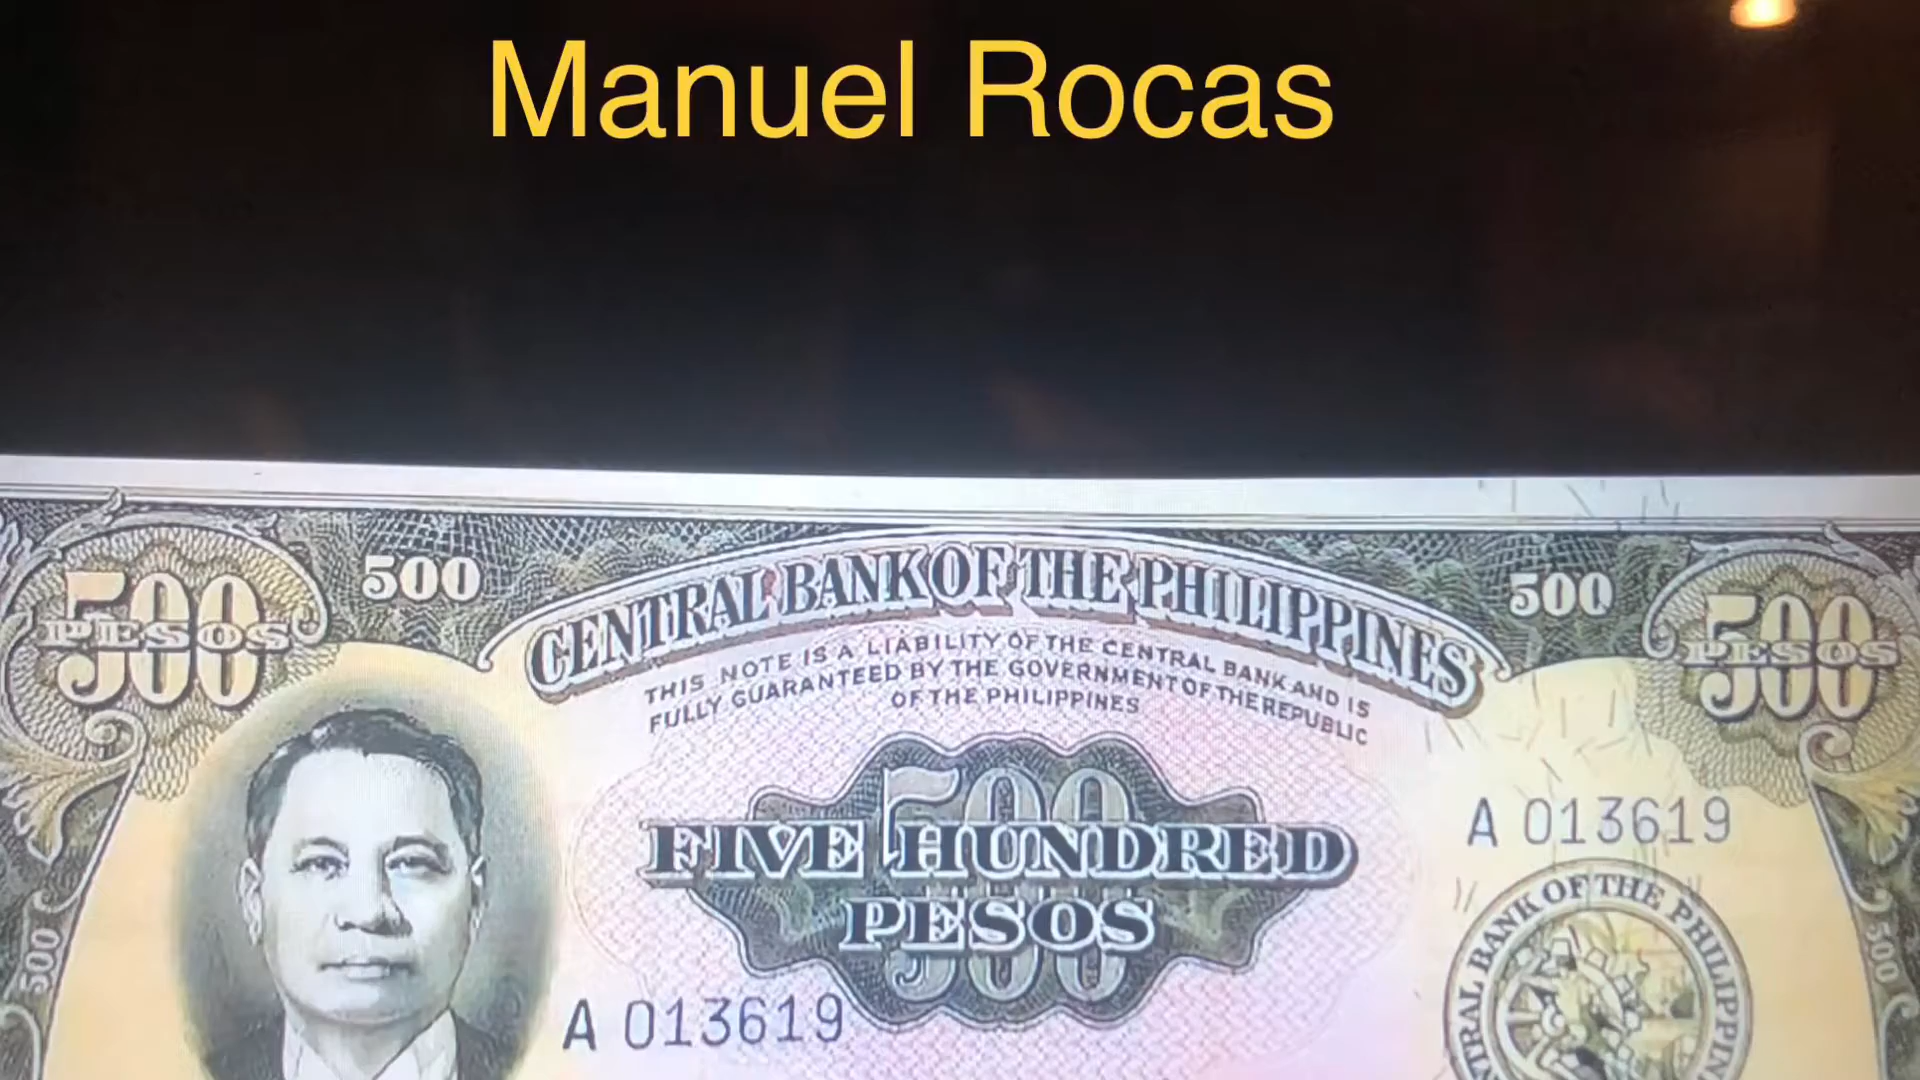 Manuel Rocas
500 PESOS
500
CENTRAL BANK OF THE PHILIPPINES
500
500 PESOS
THIS NOTE IS A LIABILITY OF THE CENTRAL BANK AND IS
FULLY GUARANTEED BY THE GOVERNMENT OF THE REPUBLIC
OF THE PHILIPPINES
500
FIVE HUNDRED
PESOS
500
A 013619
A 013619
CENTRAL BANK OF THE PHILIPPINES
500
500